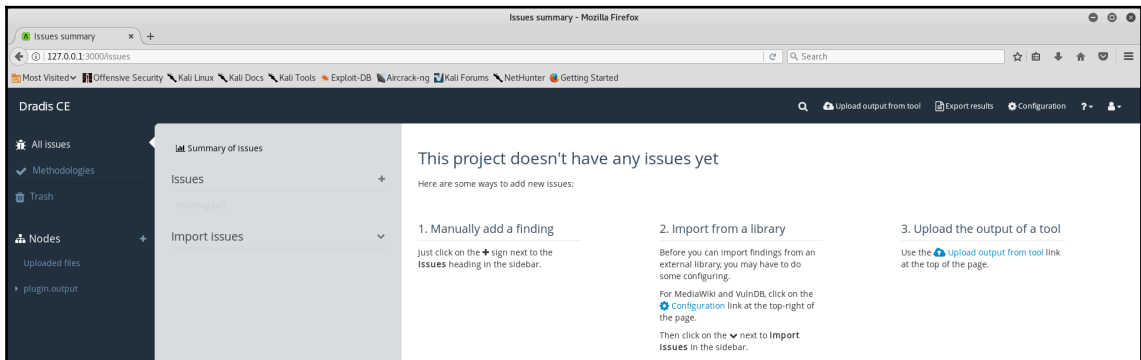 Issues summary - Mozilla Firefox
Issues summary
127.0.0.1:3000/issues
Search
Most Visited Offensive Security Kali Linux Kali Docs Kali Tools Exploit-DB Aircrack-ng Kali Forums NetHunter Getting Started
Dradis CE
Upload output from tool Export results Configuration ?
All issues
Methodologies
Trash
Nodes +
Uploaded files
plugin.output
Summary of issues
Issues +
Nothing yet!
Import issues
This project doesn't have any issues yet
Here are some ways to add new issues:
1. Manually add a finding
Just click on the + sign next to the
Issues heading in the sidebar.
2. Import from a library
Before you can import findings from an
external library, you may have to do
some configuring.
For MediaWiki and VulnDB, click on the
Configuration link at the top-right of
the page.
Then click on the next to Import
Issues in the sidebar.
3. Upload the output of a tool
Use the Upload output from tool link
at the top of the page.